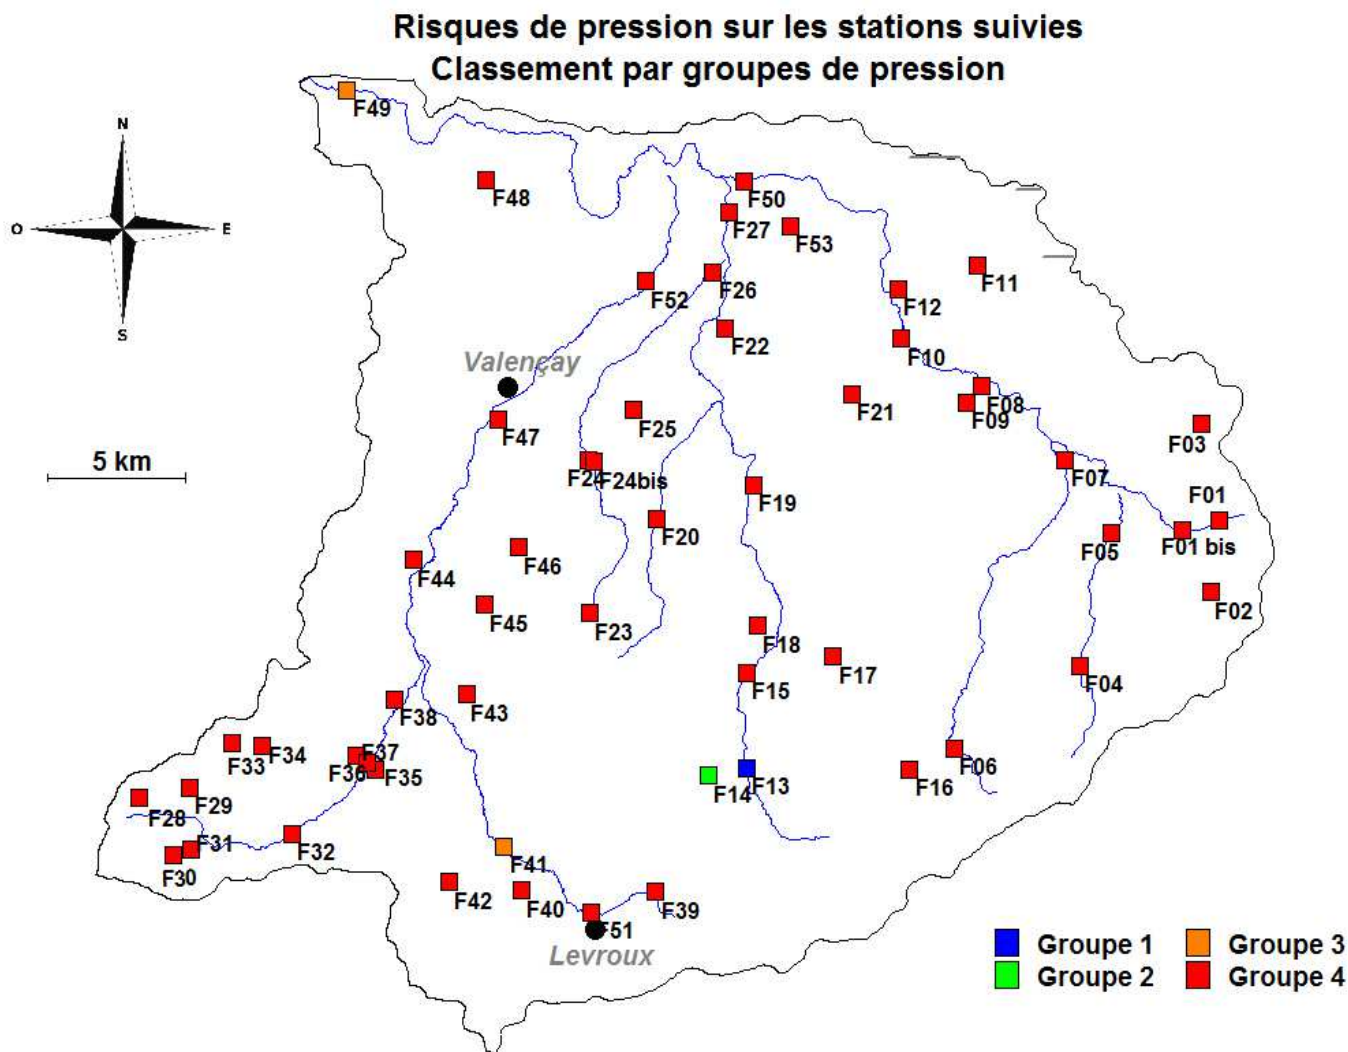 Risques de pression sur les stations suivies
Classement par groupes de pression
F49
N
F48
F50
F27
F53
O
E
F26
F11
F52
F12
S
F22
F10
Valençay
F21
F08
F09
F25
F47
F03
5 km
F24
F24bis
F07
F19
F01
F20
F05
F01 bis
F46
F44
F02
F45
F23
F18
F17
F15
F04
F38
F43
F33
F34
F37
F36
F35
F06
F13
F14
F16
F29
F28
F31
F32
F30
F41
F42
F40
F39
F51
Levroux
Groupe 1
Groupe 3
Groupe 2
Groupe 4